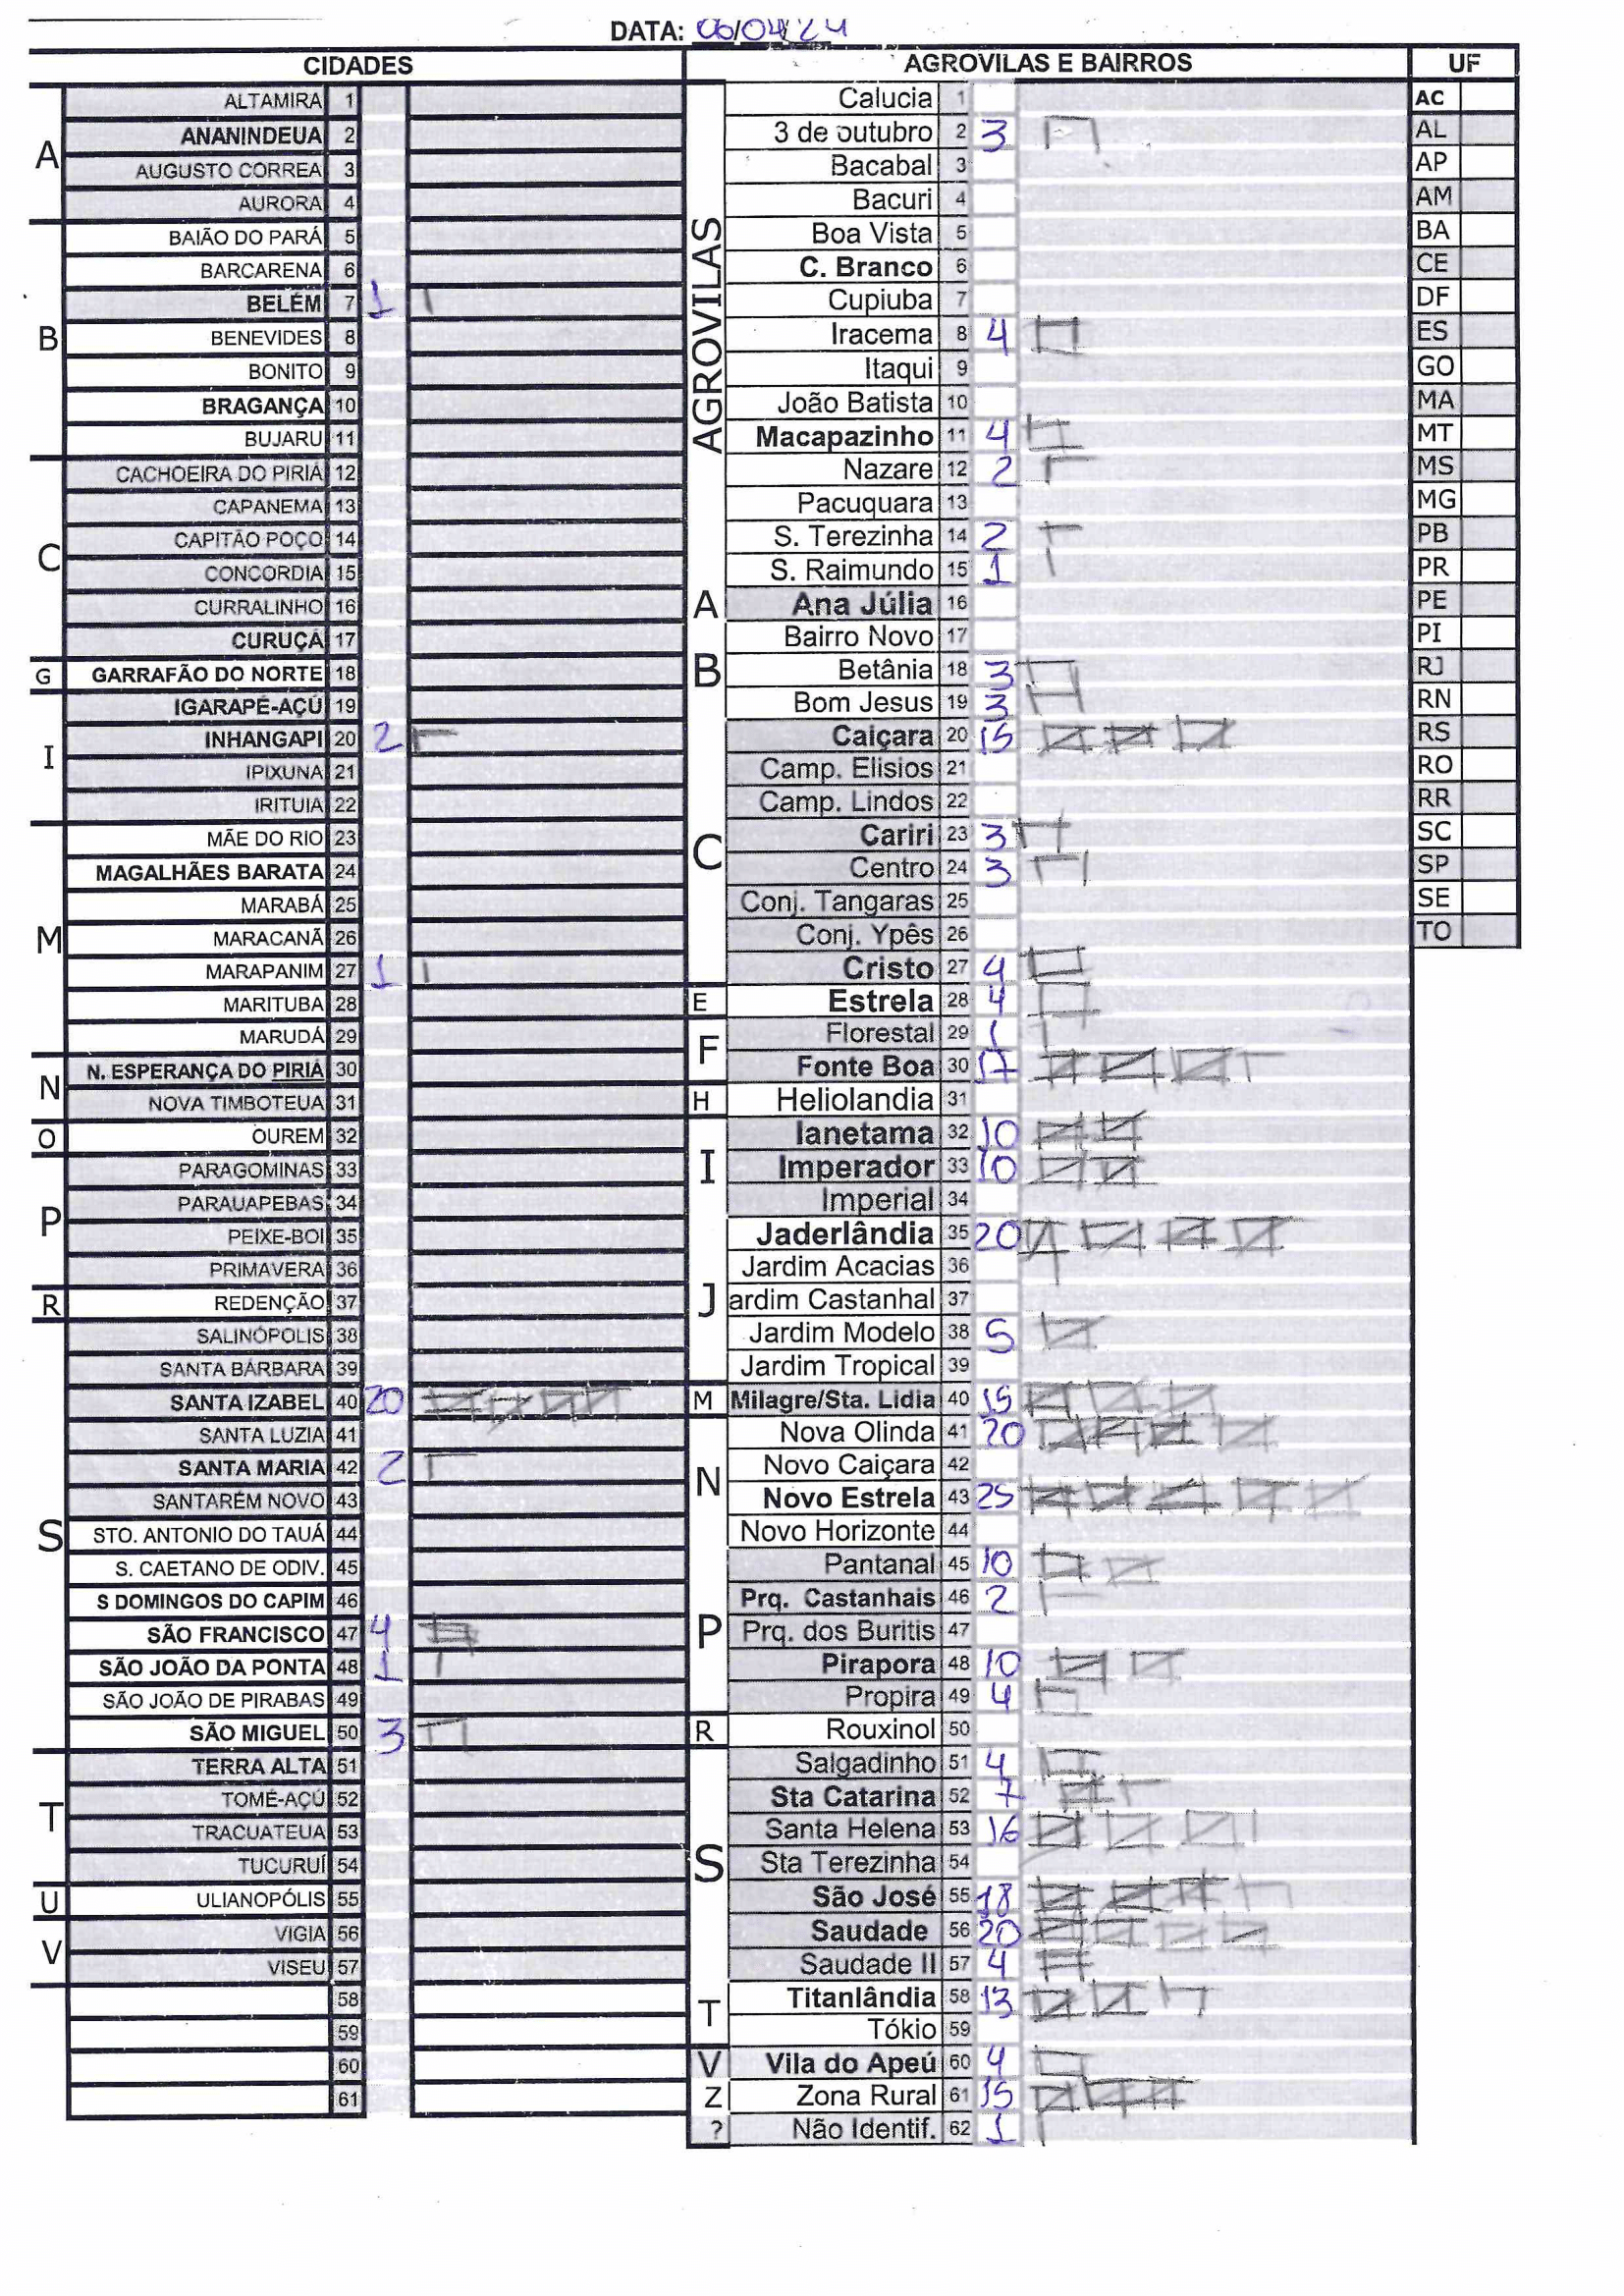 DATA: 06/04/24
CIDADES
AGROVILAS E BAIRROS
UF
A
ALTAMIRA 1
ANANINDEUA 2
AUGUSTO CORREA 3
AURORA 4
B
BAIÃO DO PARÁ 5
BARCARENA 6
BELÉM 7 1
BENEVIDES 8
BONITO 9
BRAGANÇA 10
BUJARU 11
C
CACHOEIRA DO PIRIÁ 12
CAPANEMA 13
CAPITÃO POÇO 14
CONCORDIA 15
CURRALINHO 16
CURUÇÁ 17
G
GARRAFÃO DO NORTE 18
I
IGARAPÉ-AÇÚ 19
INHANGAPI 20 2
IPIXUNA 21
IRITUIA 22
M
MÃE DO RIO 23
MAGALHÃES BARATA 24
MARABÁ 25
MARACANÃ 26
MARAPANIM 27 1
MARITUBA 28
MARUDÁ 29
N
N. ESPERANÇA DO PIRIÁ 30
NOVA TIMBOTEUA 31
O
OUREM 32
P
PARAGOMINAS 33
PARAUAPEBAS 34
PEIXE-BOI 35
PRIMAVERA 36
R
REDENÇÃO 37
S
SALINÓPOLIS 38
SANTA BÁRBARA 39
SANTA IZABEL 40 20
SANTA LUZIA 41
SANTA MARIA 42 2
SANTARÉM NOVO 43
STO. ANTONIO DO TAUÁ 44
S. CAETANO DE ODIV. 45
S DOMINGOS DO CAPIM 46
SÃO FRANCISCO 47 4
SÃO JOÃO DA PONTA 48 1
SÃO JOÃO DE PIRABAS 49
SÃO MIGUEL 50 3
T
TERRA ALTA 51
TOMÉ-AÇÚ 52
TRACUATEUA 53
TUCURUÍ 54
U
ULIANOPÓLIS 55
V
VIGIA 56
VISEU 57
58
59
60
61
AGROVILAS
Calucia 1
3 de outubro 2 3
Bacabal 3
Bacuri 4
Boa Vista 5
C. Branco 6
Cupiuba 7
Iracema 8 4
Itaqui 9
João Batista 10
Macapazinho 11 4
Nazare 12 2
Pacuquara 13
S. Terezinha 14 2
S. Raimundo 15 1
A
Ana Júlia 16
B
Bairro Novo 17
Betânia 18 3
Bom Jesus 19 3
C
Caiçara 20 15
Camp. Elisios 21
Camp. Lindos 22
Cariri 23 3
Centro 24 3
Conj. Tangaras 25
Conj. Ypês 26
Cristo 27 4
E
Estrela 28 4
F
Florestal 29 1
Fonte Boa 30 17
H
Heliolandia 31
I
Ianetama 32 10
Imperador 33 10
Imperial 34
J
Jaderlândia 35 20
Jardim Acacias 36
ardim Castanhal 37
Jardim Modelo 38 5
Jardim Tropical 39
M
Milagre/Sta. Lidia 40 15
N
Nova Olinda 41 20
Novo Caiçara 42
Novo Estrela 43 25
Novo Horizonte 44
P
Pantanal 45 10
Prq. Castanhais 46 2
Prq. dos Buritis 47
Pirapora 48 10
Propira 49 4
R
Rouxinol 50
S
Salgadinho 51 4
Sta Catarina 52 7
Santa Helena 53 16
Sta Terezinha 54
São José 55 18
Saudade 56 20
Saudade II 57 4
T
Titanlândia 58 13
Tókio 59
V
Vila do Apeú 60 4
Z
Zona Rural 61 15
?
Não Identif. 62 1
AC
AL
AP
AM
BA
CE
DF
ES
GO
MA
MT
MS
MG
PB
PR
PE
PI
RJ
RN
RS
RO
RR
SC
SP
SE
TO